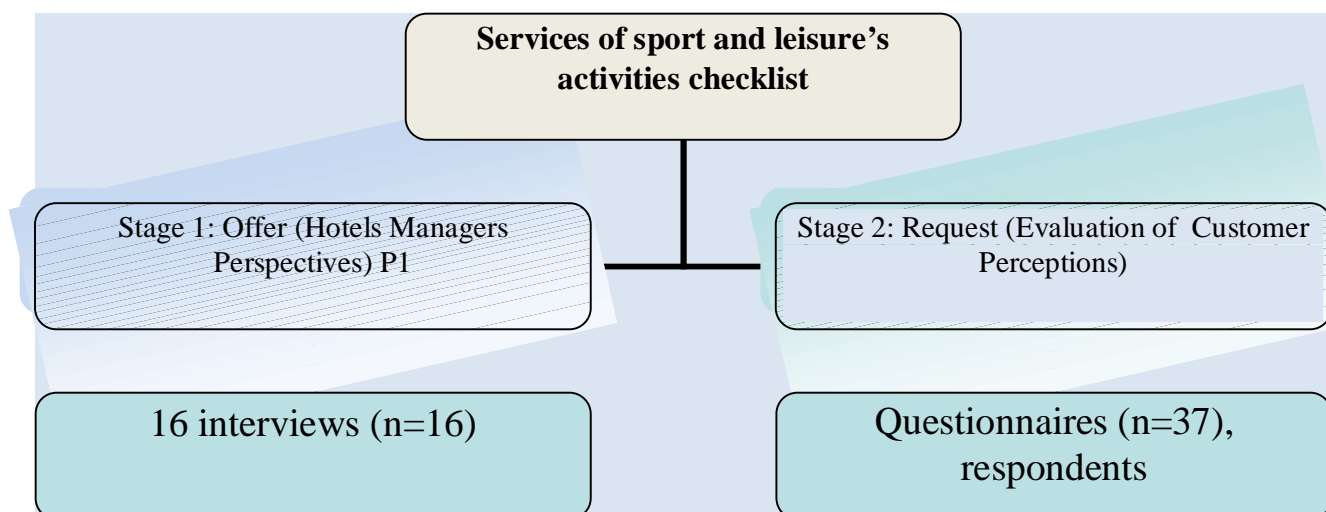 Services of sport and leisure’s
activities checklist
Stage 1: Offer (Hotels Managers
Perspectives) P1
Stage 2: Request (Evaluation of Customer
Perceptions)
16 interviews (n=16)
Questionnaires (n=37),
respondents